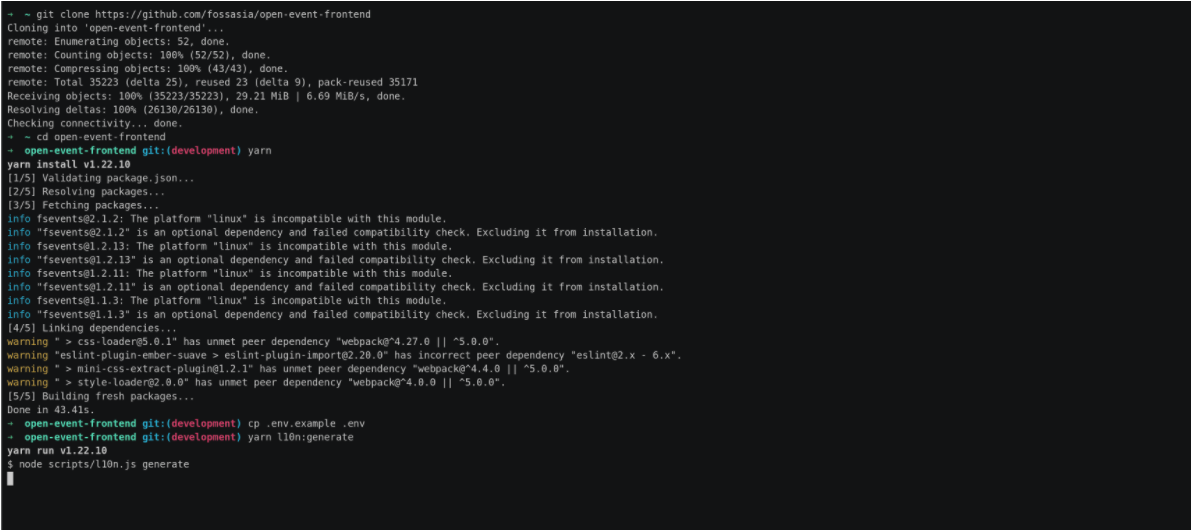 → ~ git clone https://github.com/fossasia/open-event-frontend
Cloning into 'open-event-frontend'...
remote: Enumerating objects: 52, done.
remote: Counting objects: 100% (52/52), done.
remote: Compressing objects: 100% (43/43), done.
remote: Total 35223 (delta 25), reused 23 (delta 9), pack-reused 35171
Receiving objects: 100% (35223/35223), 29.21 MiB | 6.69 MiB/s, done.
Resolving deltas: 100% (26130/26130), done.
Checking connectivity... done.
→ ~ cd open-event-frontend
→ open-event-frontend git:(development) yarn
yarn install v1.22.10
[1/5] Validating package.json...
[2/5] Resolving packages...
[3/5] Fetching packages...
info fsevents@2.1.2: The platform "linux" is incompatible with this module.
info "fsevents@2.1.2" is an optional dependency and failed compatibility check. Excluding it from installation.
info fsevents@1.2.13: The platform "linux" is incompatible with this module.
info "fsevents@1.2.13" is an optional dependency and failed compatibility check. Excluding it from installation.
info fsevents@1.2.11: The platform "linux" is incompatible with this module.
info "fsevents@1.2.11" is an optional dependency and failed compatibility check. Excluding it from installation.
info fsevents@1.1.3: The platform "linux" is incompatible with this module.
info "fsevents@1.1.3" is an optional dependency and failed compatibility check. Excluding it from installation.
[4/5] Linking dependencies...
warning " > css-loader@5.0.1" has unmet peer dependency "webpack@^4.27.0 || ^5.0.0".
warning "eslint-plugin-ember-suave > eslint-plugin-import@2.20.0" has incorrect peer dependency "eslint@2.x - 6.x".
warning " > mini-css-extract-plugin@1.2.1" has unmet peer dependency "webpack@^4.4.0 || ^5.0.0".
warning " > style-loader@2.0.0" has unmet peer dependency "webpack@^4.0.0 || ^5.0.0".
[5/5] Building fresh packages...
Done in 43.41s.
→ open-event-frontend git:(development) cp .env.example .env
→ open-event-frontend git:(development) yarn l10n:generate
yarn run v1.22.10
$ node scripts/l10n.js generate